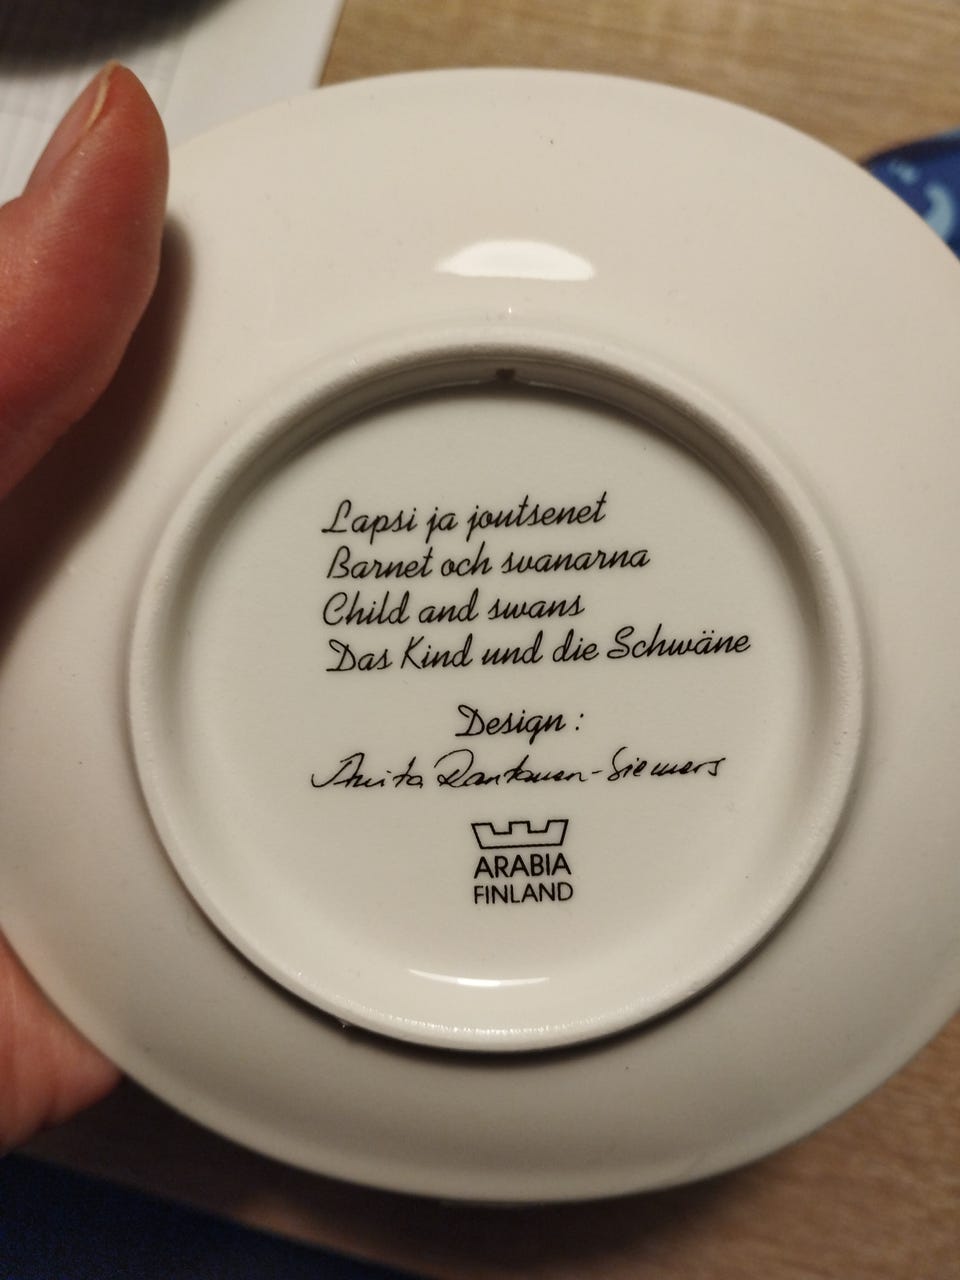 Lapsi ja joutsenet
Barnet och svanarna
Child and swans
Das Kind und die Schwäne
Design :
Anita Rantanen-Siemers
ARABIA
FINLAND